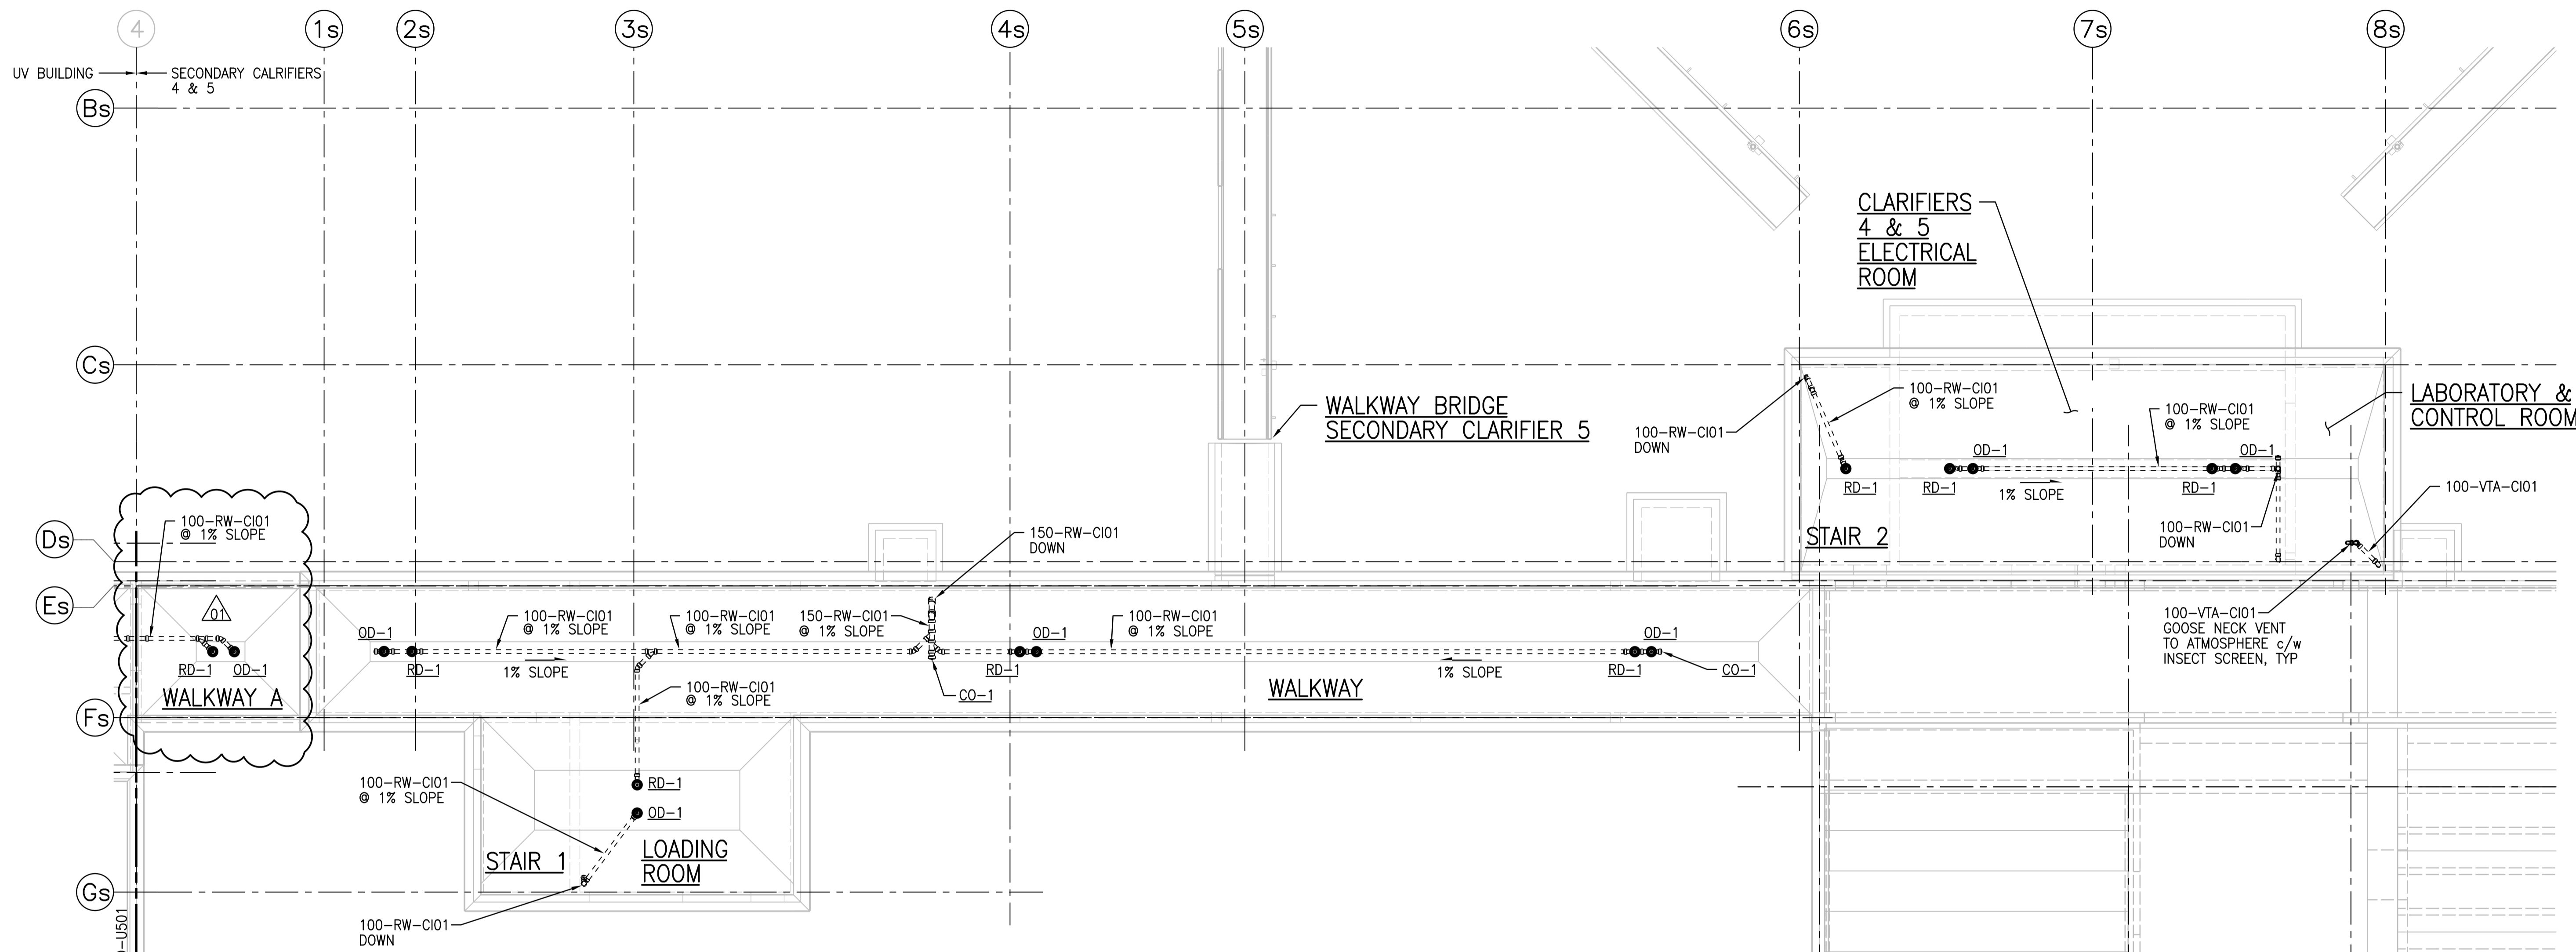 4
1s
2s
3s
4s
5s
6s
7s
8s
UV BUILDING
SECONDARY CALRIFIERS
4 & 5
Bs
CLARIFIERS
4 & 5
ELECTRICAL
ROOM
Cs
WALKWAY BRIDGE
SECONDARY CLARIFIER 5
100-RW-CI01
DOWN
100-RW-CI01
@ 1% SLOPE
100-RW-CI01
@ 1% SLOPE
LABORATORY &
CONTROL ROOM
OD-1
OD-1
RD-1
RD-1
RD-1
1% SLOPE
100-VTA-CI01
STAIR 2
100-RW-CI01
DOWN
Ds
100-RW-CI01
@ 1% SLOPE
150-RW-CI01
DOWN
Es
01
100-RW-CI01
@ 1% SLOPE
100-RW-CI01
@ 1% SLOPE
150-RW-CI01
@ 1% SLOPE
100-RW-CI01
@ 1% SLOPE
100-VTA-CI01
GOOSE NECK VENT
TO ATMOSPHERE c/w
INSECT SCREEN, TYP
OD-1
OD-1
OD-1
RD-1
OD-1
RD-1
1% SLOPE
RD-1
1% SLOPE
RD-1
CO-1
WALKWAY A
100-RW-CI01
@ 1% SLOPE
CO-1
WALKWAY
Fs
100-RW-CI01
@ 1% SLOPE
RD-1
OD-1
STAIR 1
LOADING
ROOM
Gs
100-RW-CI01
DOWN
-U501